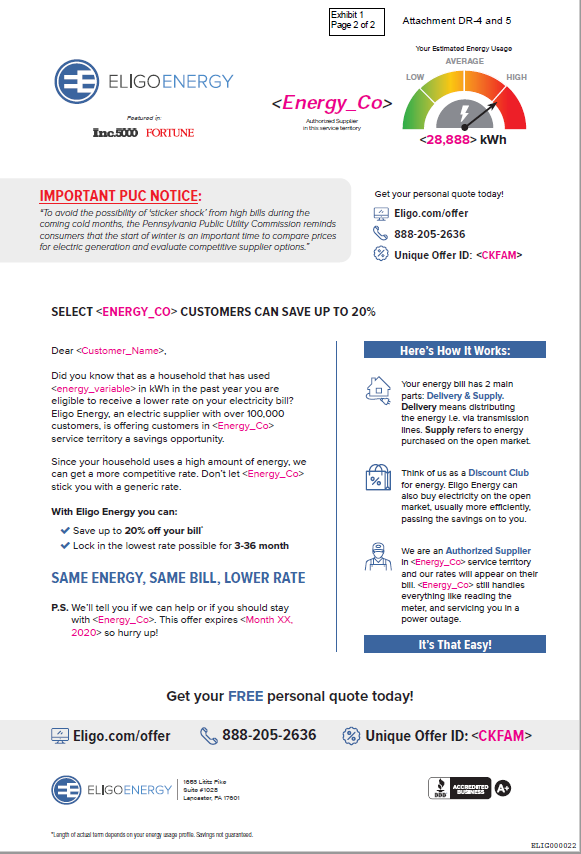 Exhibit 1
Page 2 of 2
Attachment DR-4 and 5
ELIGOENERGY
Featured in:
Inc.5000 FORTUNE
<Energy_Co>
Authorized Supplier
in this service territory
Your Estimated Energy Usage
AVERAGE
LOW
HIGH
<28,888> kWh
IMPORTANT PUC NOTICE:
"To avoid the possibility of 'sticker shock' from high bills during the
coming cold months, the Pennsylvania Public Utility Commission reminds
consumers that the start of winter is an important time to compare prices
for electric generation and evaluate competitive supplier options."
Get your personal quote today!
Eligo.com/offer
888-205-2636
Unique Offer ID: <CKFAM>
SELECT <ENERGY_CO> CUSTOMERS CAN SAVE UP TO 20%
Dear <Customer_Name>,
Did you know that as a household that has used
<energy_variable> in kWh in the past year you are
eligible to receive a lower rate on your electricity bill?
Eligo Energy, an electric supplier with over 100,000
customers, is offering customers in <Energy_Co>
service territory a savings opportunity.
Since your household uses a high amount of energy, we
can get a more competitive rate. Don't let <Energy_Co>
stick you with a generic rate.
With Eligo Energy you can:
✓ Save up to 20% off your bill*
✓ Lock in the lowest rate possible for 3-36 month
SAME ENERGY, SAME BILL, LOWER RATE
P.S. We'll tell you if we can help or if you should stay
with <Energy_Co>. This offer expires <Month XX,
2020> so hurry up!
Here's How It Works:
Your energy bill has 2 main
parts: Delivery & Supply.
Delivery means distributing
the energy i.e. via transmission
lines. Supply refers to energy
purchased on the open market.
%
Think of us as a Discount Club
for energy. Eligo Energy can
also buy electricity on the open
market, usually more efficiently,
passing the savings on to you.
We are an Authorized Supplier
in <Energy_Co> service territory
and our rates will appear on their
bill. <Energy_Co> still handles
everything like reading the
meter, and servicing you in a
power outage.
It's That Easy!
Get your FREE personal quote today!
Eligo.com/offer
888-205-2636
Unique Offer ID: <CKFAM>
ELIGOENERGY
1653 Lititz Pike
Suite #1028
Lancaster, PA 17601
BBB
ACCREDITED
BUSINESS
A+
*Length of actual term depends on your energy usage profile. Savings not guaranteed.
ELIG000022